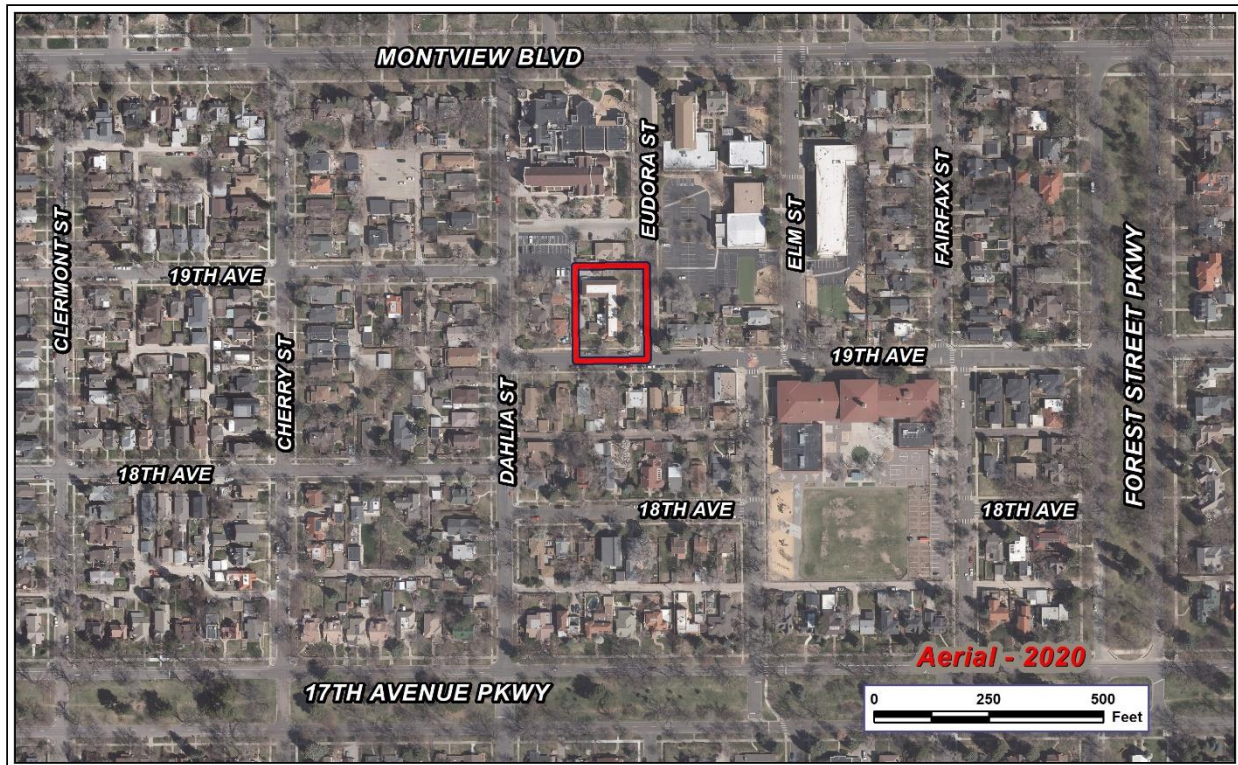 MONTVIEW BLVD
EUDORA ST
CLERMONT ST
19TH AVE
ELM ST
FAIRFAX ST
FOREST STREET PKWY
CHERRY ST
DAHLIA ST
19TH AVE
18TH AVE
18TH AVE
18TH AVE
Aerial - 2020
17TH AVENUE PKWY
0 250 500
Feet